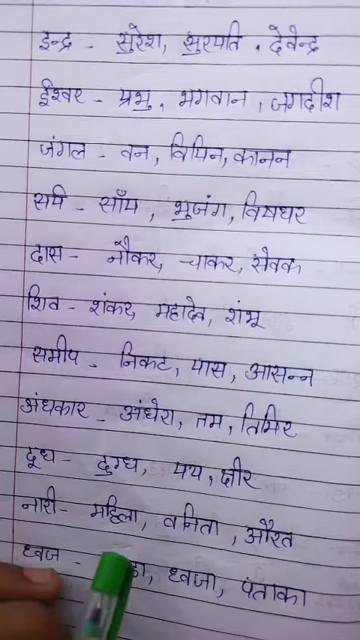 इन्द्र - सुरेश, सुरपति, देवेन्द्र
ईश्वर - प्रभु, भगवान, जगदीश
जंगल - वन, विपिन, कानन
सर्प - साँप, भुजंग, विषधर
दास - नौकर, चाकर, सेवक
शिव - शंकर, महादेव, शंभू
समीप - निकट, पास, आसन्न
अंधकार - अंधेरा, तम, तिमिर
दूध - दुग्ध, पय, क्षीर
नारी - महिला, वनिता, औरत
ध्वज - ध्वजा, पताका